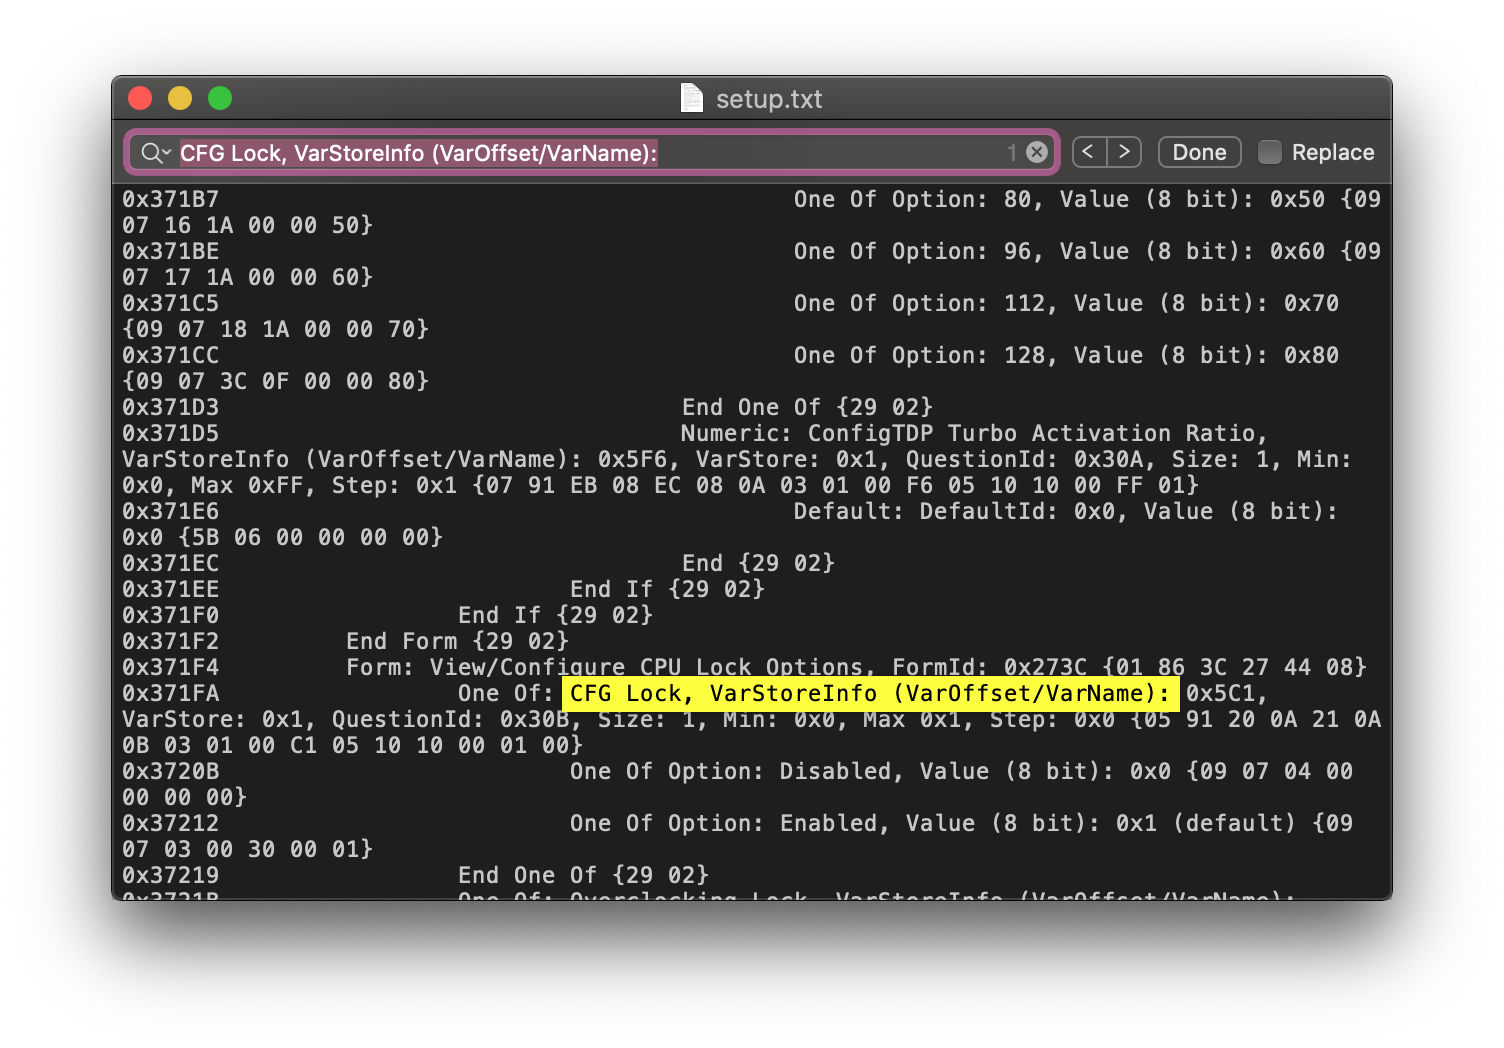 setup.txt
CFG Lock, VarStoreInfo (VarOffset/VarName): 1 < > Done Replace
0x371B7 One Of Option: 80, Value (8 bit): 0x50 {09
07 16 1A 00 00 50}
0x371BE One Of Option: 96, Value (8 bit): 0x60 {09
07 17 1A 00 00 60}
0x371C5 One Of Option: 112, Value (8 bit): 0x70
{09 07 18 1A 00 00 70}
0x371CC One Of Option: 128, Value (8 bit): 0x80
{09 07 3C 0F 00 00 80}
0x371D3 End One Of {29 02}
0x371D5 Numeric: ConfigTDP Turbo Activation Ratio,
VarStoreInfo (VarOffset/VarName): 0x5F6, VarStore: 0x1, QuestionId: 0x30A, Size: 1, Min:
0x0, Max 0xFF, Step: 0x1 {07 91 EB 08 EC 08 0A 03 01 00 F6 05 10 10 00 FF 01}
0x371E6 Default: DefaultId: 0x0, Value (8 bit):
0x0 {5B 06 00 00 00 00}
0x371EC End {29 02}
0x371EE End If {29 02}
0x371F0 End If {29 02}
0x371F2 End Form {29 02}
0x371F4 Form: View/Configure CPU Lock Options, FormId: 0x273C {01 86 3C 27 44 08}
0x371FA One Of: CFG Lock, VarStoreInfo (VarOffset/VarName): 0x5C1,
VarStore: 0x1, QuestionId: 0x30B, Size: 1, Min: 0x0, Max 0x1, Step: 0x0 {05 91 20 0A 21 0A
0B 03 01 00 C1 05 10 10 00 01 00}
0x3720B One Of Option: Disabled, Value (8 bit): 0x0 {09 07 04 00
00 00 00}
0x37212 One Of Option: Enabled, Value (8 bit): 0x1 (default) {09
07 03 00 30 00 01}
0x37219 End One Of {29 02}
0x3721B One Of: Overclocking Lock, VarStoreInfo (VarOffset/VarName):